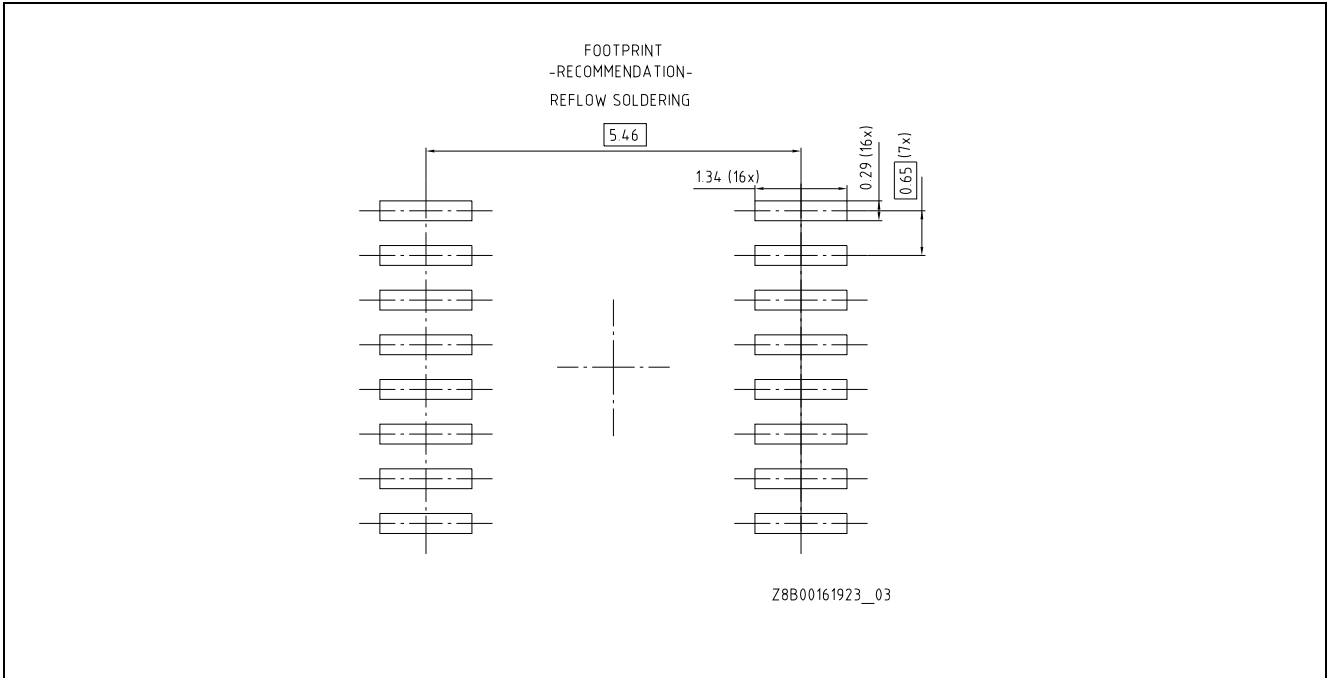 FOOTPRINT
-RECOMMENDATION-
REFLOW SOLDERING
5.46
1.34 (16x)
0.29 (16x)
0.65 (7x)
Z8B00161923_03